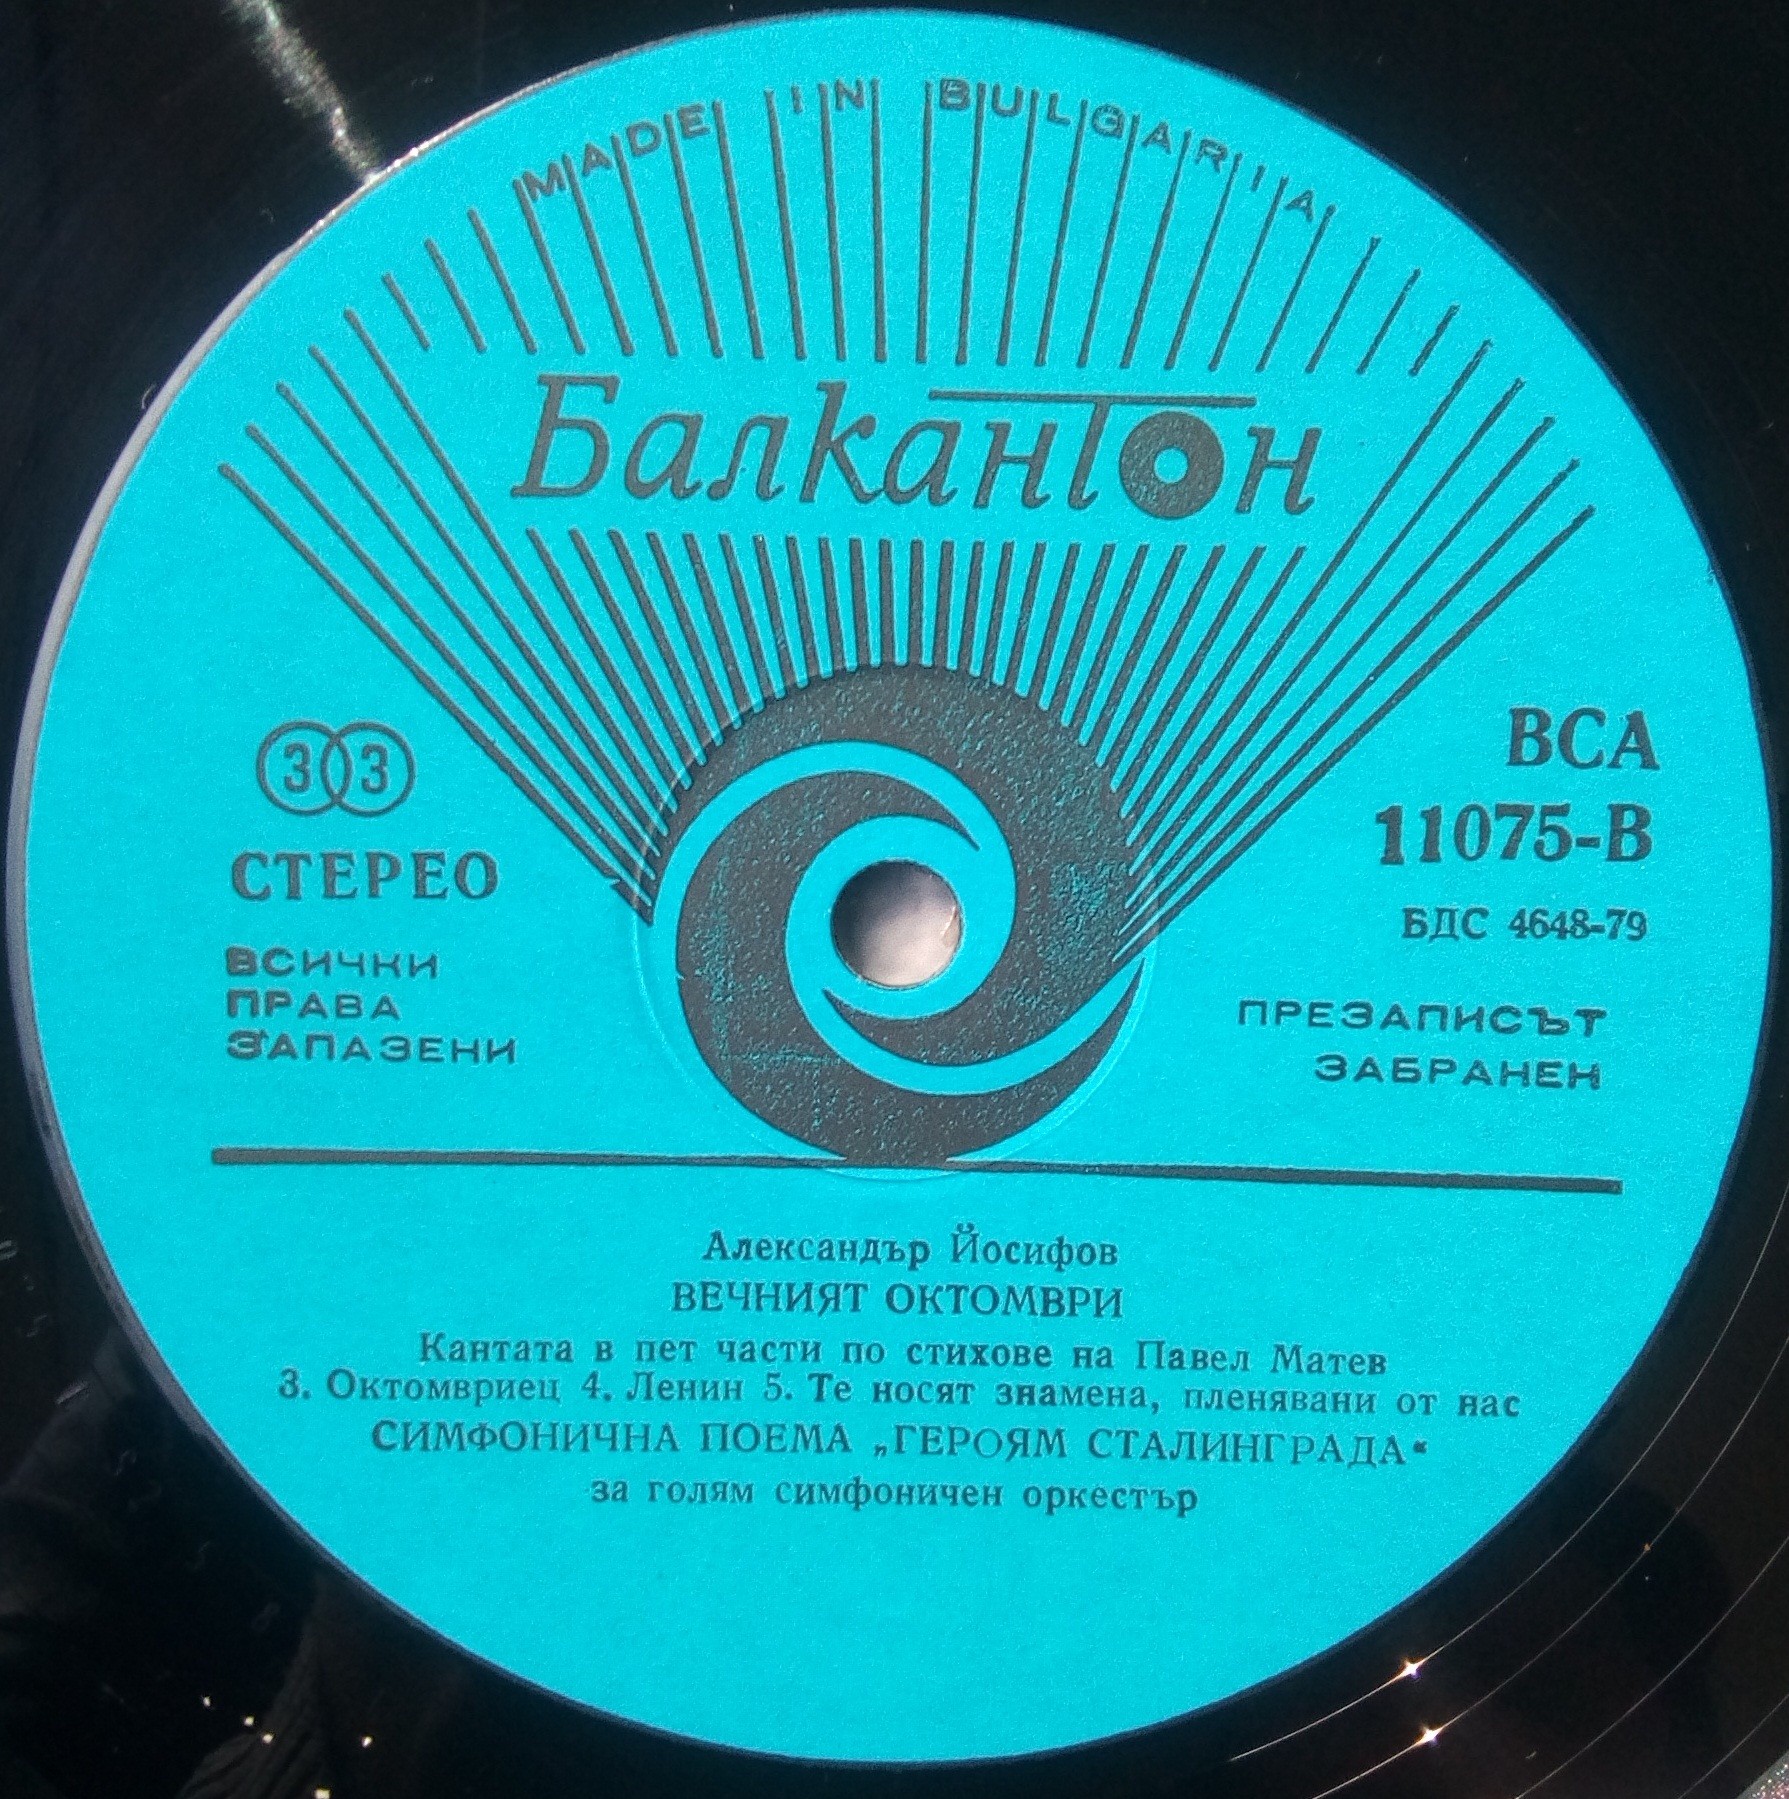 MADE IN BULGARIA
Балкантон
33
СТЕРЕО
ВСИЧКИ
ПРАВА
ЗАПАЗЕНИ
ВСА
11075-В
БДС 4648-79
ПРЕЗАПИСЪТ
ЗАБРАНЕН
Александър Йосифов
ВЕЧНИЯТ ОКТОМВРИ
Кантата в пет части по стихове на Павел Матев
3. Октомвриец 4. Ленин 5. Те носят знамена, пленявани от нас
СИМФОНИЧНА ПОЕМА „ГЕРОЯМ СТАЛИНГРАДА“
за голям симфоничен оркестър